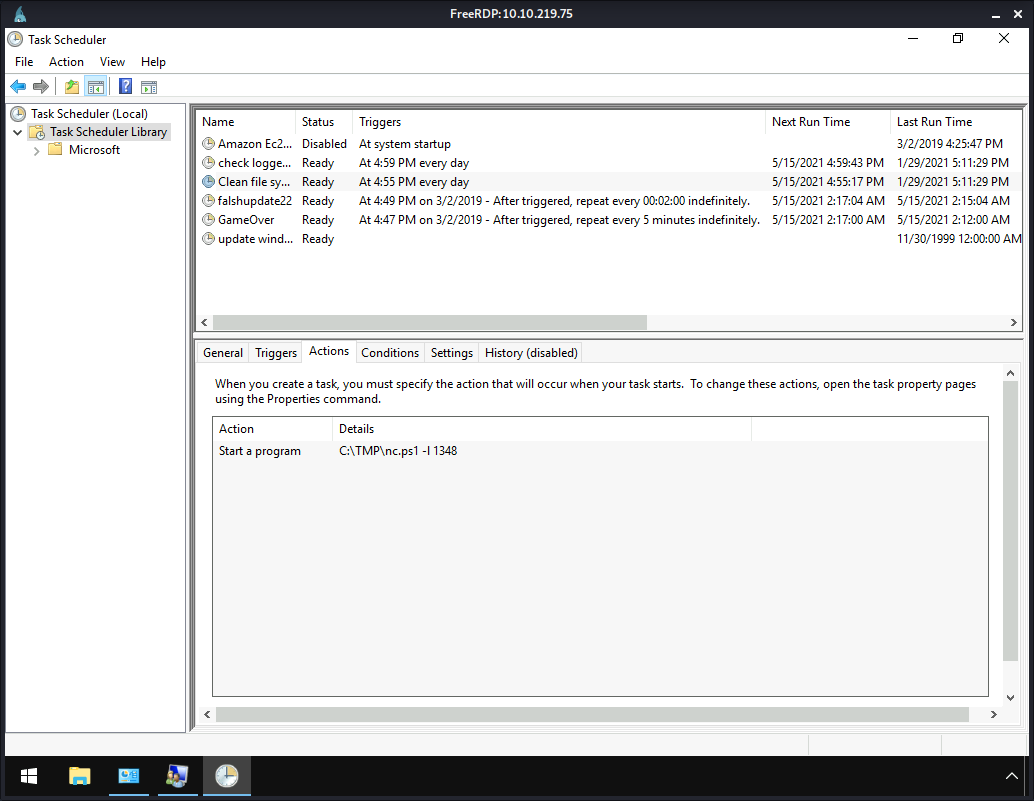 FreeRDP:10.10.219.75
Task Scheduler
File Action View Help
Task Scheduler (Local)
Task Scheduler Library
Microsoft
Name Status Triggers Next Run Time Last Run Time
Amazon Ec2... Disabled At system startup 3/2/2019 4:25:47 PM
check logge... Ready At 4:59 PM every day 5/15/2021 4:59:43 PM 1/29/2021 5:11:29 PM
Clean file sy... Ready At 4:55 PM every day 5/15/2021 4:55:17 PM 1/29/2021 5:11:29 PM
falshupdate22 Ready At 4:49 PM on 3/2/2019 - After triggered, repeat every 00:02:00 indefinitely. 5/15/2021 2:17:04 AM 5/15/2021 2:15:04 AM
GameOver Ready At 4:47 PM on 3/2/2019 - After triggered, repeat every 5 minutes indefinitely. 5/15/2021 2:17:00 AM 5/15/2021 2:12:00 AM
update wind... Ready 11/30/1999 12:00:00 AM
General Triggers Actions Conditions Settings History (disabled)
When you create a task, you must specify the action that will occur when your task starts. To change these actions, open the task property pages
using the Properties command.
Action Details
Start a program C:\TMP\nc.ps1 -l 1348